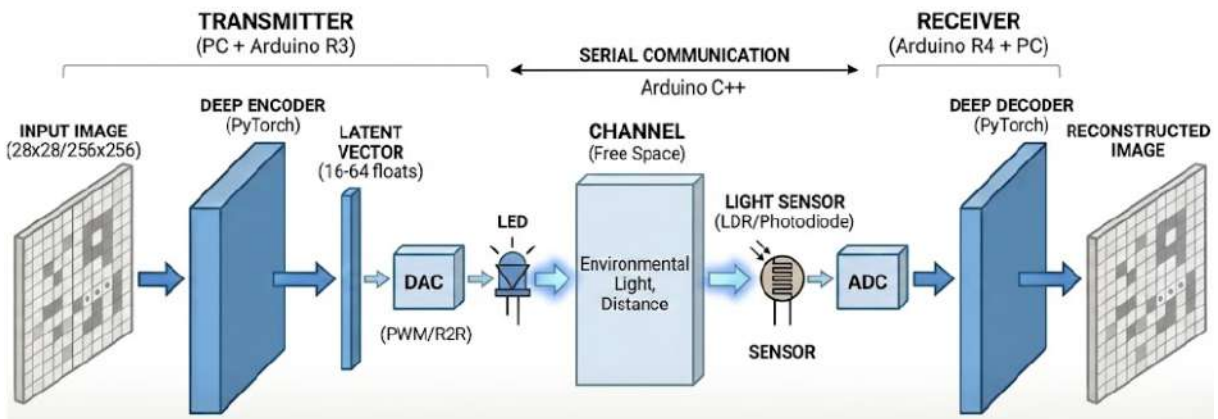 TRANSMITTER
(PC + Arduino R3)
SERIAL COMMUNICATION
Arduino C++
RECEIVER
(Arduino R4 + PC)
INPUT IMAGE
(28x28/256x256)
DEEP ENCODER
(PyTorch)
LATENT
VECTOR
(16-64 floats)
DAC
(PWM/R2R)
LED
CHANNEL
(Free Space)
Environmental
Light,
Distance
LIGHT SENSOR
(LDR/Photodiode)
SENSOR
ADC
DEEP DECODER
(PyTorch)
RECONSTRUCTED
IMAGE